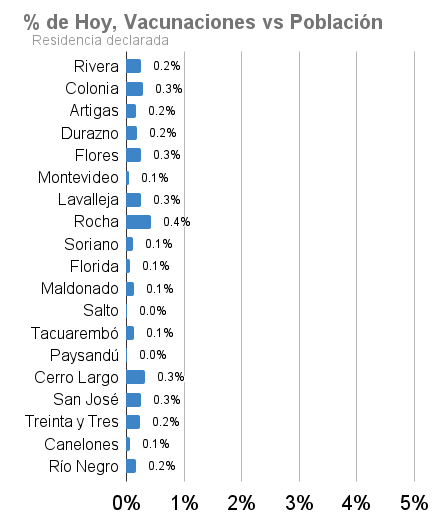 % de Hoy, Vacunaciones vs Población
Residencia declarada
Rivera 0.2%
Colonia 0.3%
Artigas 0.2%
Durazno 0.2%
Flores 0.3%
Montevideo 0.1%
Lavalleja 0.3%
Rocha 0.4%
Soriano 0.1%
Florida 0.1%
Maldonado 0.1%
Salto 0.0%
Tacuarembó 0.1%
Paysandú 0.0%
Cerro Largo 0.3%
San José 0.3%
Treinta y Tres 0.2%
Canelones 0.1%
Río Negro 0.2%
0% 1% 2% 3% 4% 5%